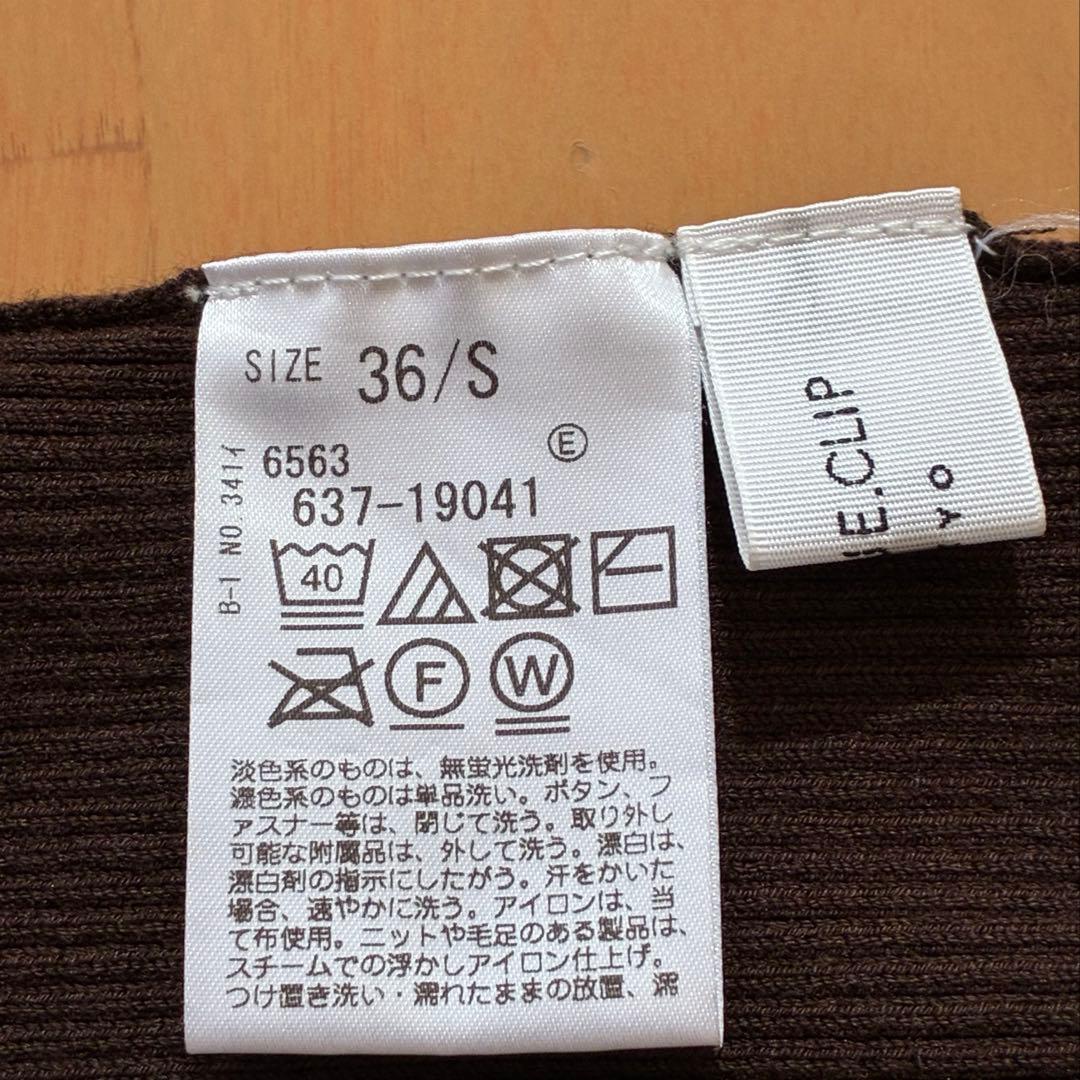 SIZE 36/S
Ⓔ
6563
637-19041
B-1 NO.341イ
40
F
W
淡色系のものは、無蛍光洗剤を使用。
濃色系のものは単品洗い。ボタン、フ
ァスナー等は、閉じて洗う。取り外し
可能な附属品は、外して洗う。漂白は、
漂白剤の指示にしたがう。汗をかいた
場合、速やかに洗う。アイロンは、当
て布使用。ニットや毛足のある製品は、
スチームでの浮かしアイロン仕上げ。
つけ置き洗い・濡れたままの放置、濡
E.CLIP
YO